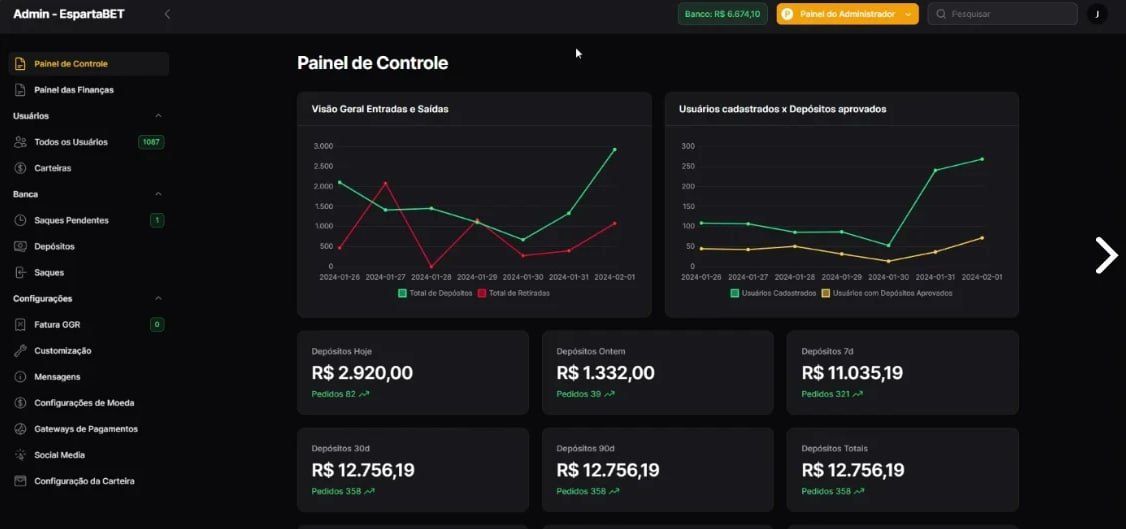 Admin - EspartaBET
Banco: R$ 6.674,10
Painel do Administrador
Pesquisar
J
Painel de Controle
Painel das Finanças
Usuários
Todos os Usuários 1087
Carteiras
Banca
Saques Pendentes 1
Depósitos
Saques
Configurações
Fatura GGR 0
Customização
Mensagens
Configurações de Moeda
Gateways de Pagamentos
Social Media
Configuração da Carteira
Painel de Controle
Visão Geral Entradas e Saídas
3.000
2.500
2.000
1.500
1.000
500
0
2024-01-26 2024-01-27 2024-01-28 2024-01-29 2024-01-30 2024-01-31 2024-02-01
Total de Depósitos Total de Retiradas
Usuários cadastrados x Depósitos aprovados
300
250
200
150
100
50
0
2024-01-26 2024-01-27 2024-01-28 2024-01-29 2024-01-30 2024-01-31 2024-02-01
Usuários Cadastrados Usuários com Depósitos Aprovados
Depósitos Hoje
R$ 2.920,00
Pedidos 82
Depósitos Ontem
R$ 1.332,00
Pedidos 39
Depósitos 7d
R$ 11.035,19
Pedidos 321
Depósitos 30d
R$ 12.756,19
Pedidos 358
Depósitos 90d
R$ 12.756,19
Pedidos 358
Depósitos Totais
R$ 12.756,19
Pedidos 358